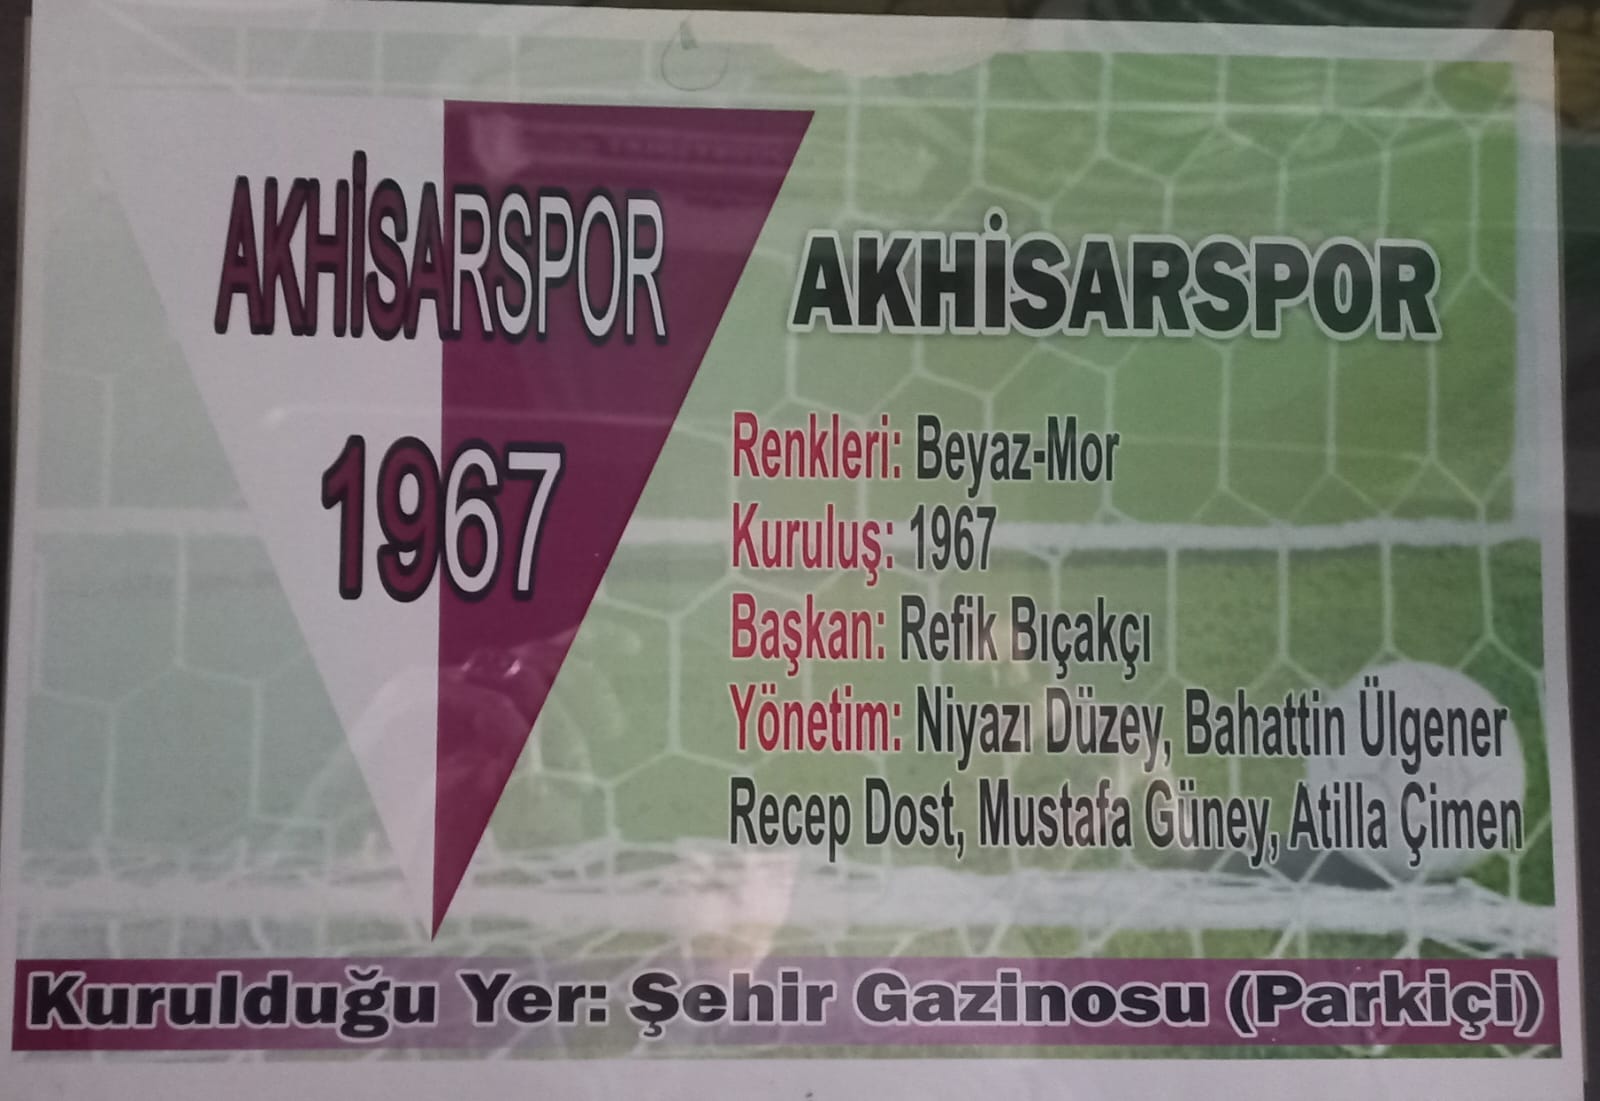 AKHİSARSPOR
1967
AKHİSARSPOR
Renkleri: Beyaz-Mor
Kuruluş: 1967
Başkan: Refik Bıçakçı
Yönetim: Niyazı Düzey, Bahattin Ülgener
Recep Dost, Mustafa Güney, Atilla Çimen
Kurulduğu Yer: Şehir Gazinosu (Parkiçi)